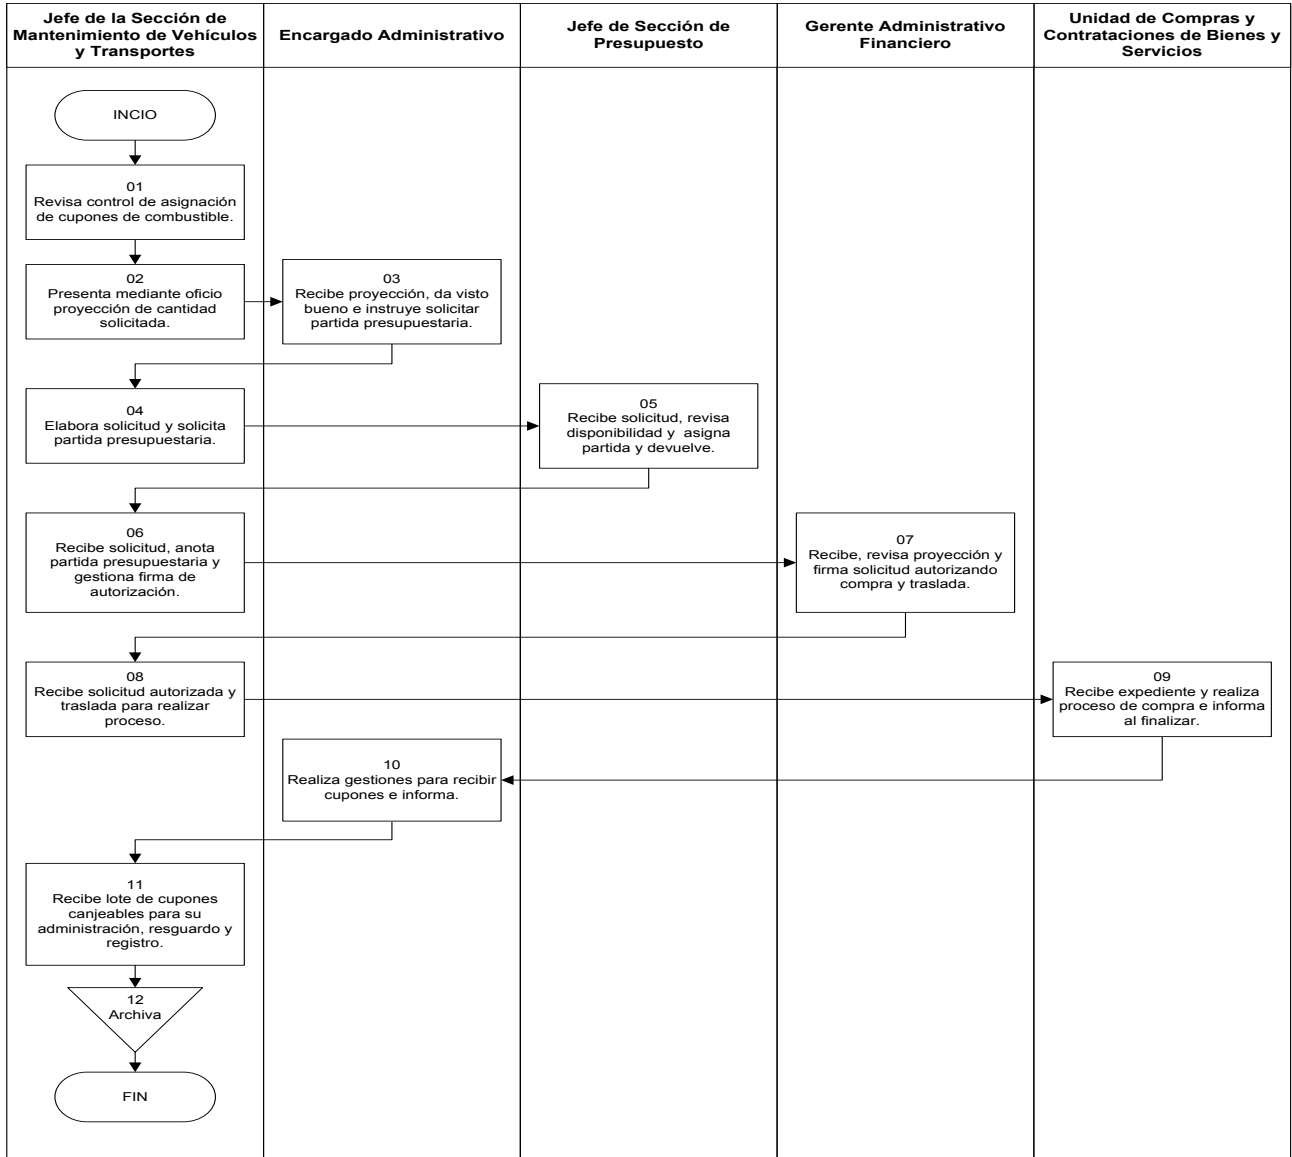 Jefe de la Sección de
Mantenimiento de Vehículos
y Transportes
Encargado Administrativo
Jefe de Sección de
Presupuesto
Gerente Administrativo
Financiero
Unidad de Compras y
Contrataciones de Bienes y
Servicios
INCIO
01
Revisa control de asignación
de cupones de combustible.
02
Presenta mediante oficio
proyección de cantidad
solicitada.
03
Recibe proyección, da visto
bueno e instruye solicitar
partida presupuestaria.
04
Elabora solicitud y solicita
partida presupuestaria.
05
Recibe solicitud, revisa
disponibilidad y  asigna
partida y devuelve.
06
Recibe solicitud, anota
partida presupuestaria y
gestiona firma de
autorización.
07
Recibe, revisa proyección y
firma solicitud autorizando
compra y traslada.
08
Recibe solicitud autorizada y
traslada para realizar
proceso.
09
Recibe expediente y realiza
proceso de compra e informa
al finalizar.
10
Realiza gestiones para recibir
cupones e informa.
11
Recibe lote de cupones
canjeables para su
administración, resguardo y
registro.
12
Archiva
FIN